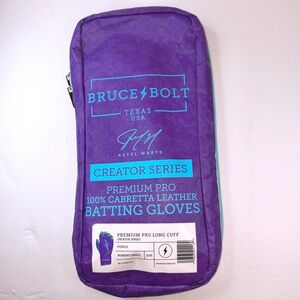 BRUCE BOLT
TEXAS
USA
KETEL MARTE
CREATOR SERIES
PREMIUM PRO
100% CABRETTA LEATHER
BATTING GLOVES
PREMIUM PRO LONG CUFF
CREATOR SERIES
PURPLE